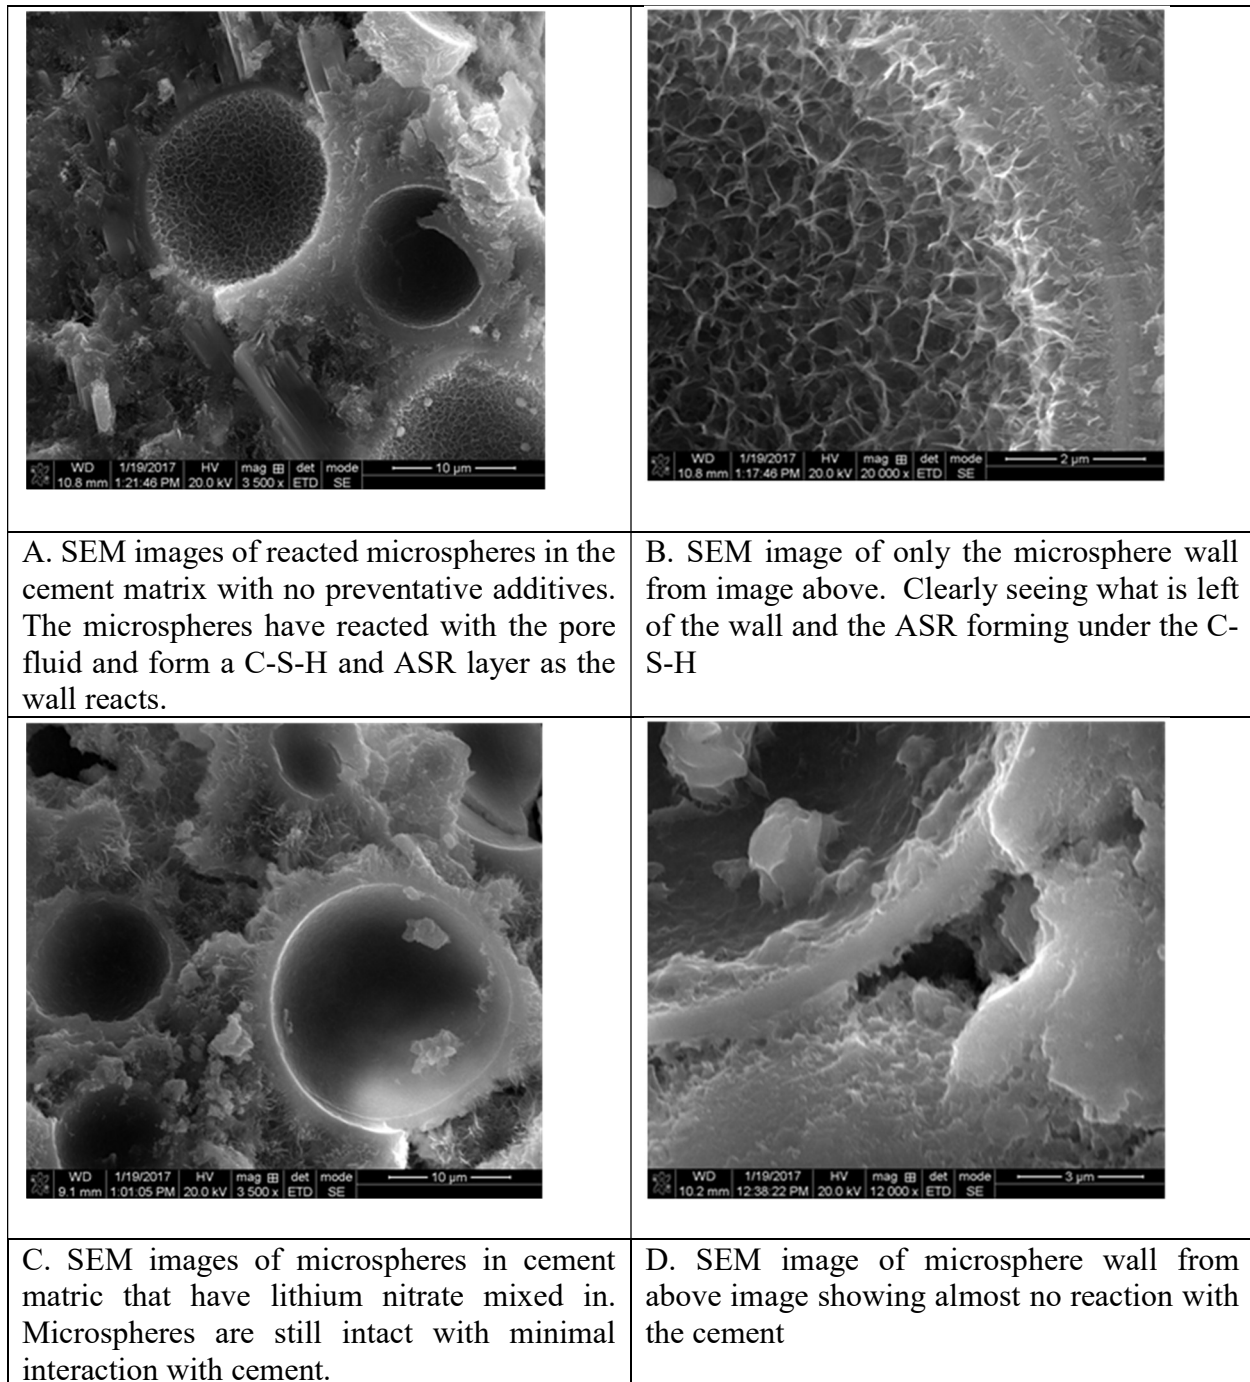 WD 1/19/2017 HV mag det mode 10 µm
10.8 mm 1:21:46 PM 20.0 kV 3 500 x ETD SE
WD 1/19/2017 HV mag det mode 2 µm
10.8 mm 1:17:46 PM 20.0 kV 20 000 x ETD SE
A. SEM images of reacted microspheres in the
cement matrix with no preventative additives.
The microspheres have reacted with the pore
fluid and form a C-S-H and ASR layer as the
wall reacts.
B. SEM image of only the microsphere wall
from image above. Clearly seeing what is left
of the wall and the ASR forming under the C-
S-H
WD 1/19/2017 HV mag det mode 10 µm
9.1 mm 1:01:05 PM 20.0 kV 3 500 x ETD SE
WD 1/19/2017 HV mag det mode 3 µm
10.2 mm 12:38:22 PM 20.0 kV 12 000 x ETD SE
C. SEM images of microspheres in cement
matric that have lithium nitrate mixed in.
Microspheres are still intact with minimal
interaction with cement.
D. SEM image of microsphere wall from
above image showing almost no reaction with
the cement